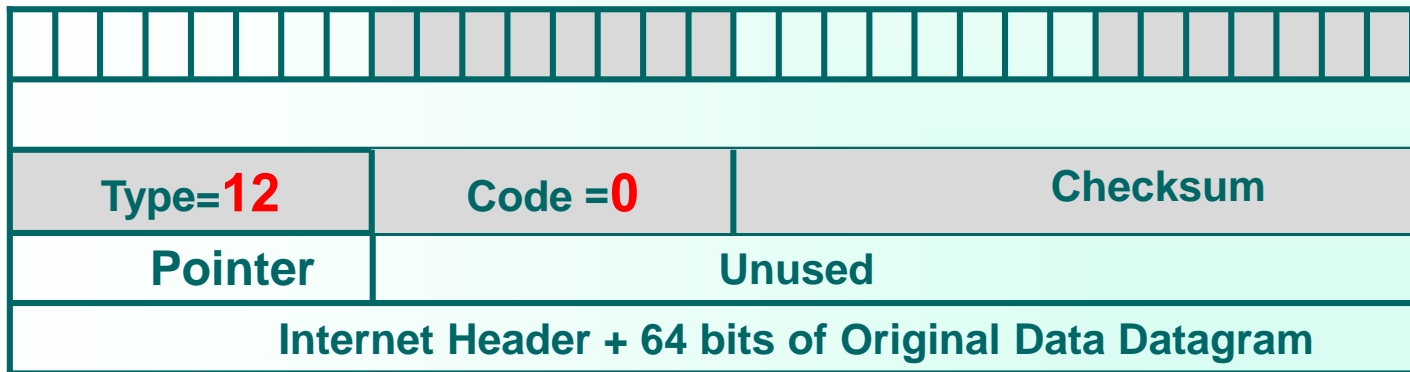 Type=12 Code =0 Checksum
Pointer Unused
Internet Header + 64 bits of Original Data Datagram